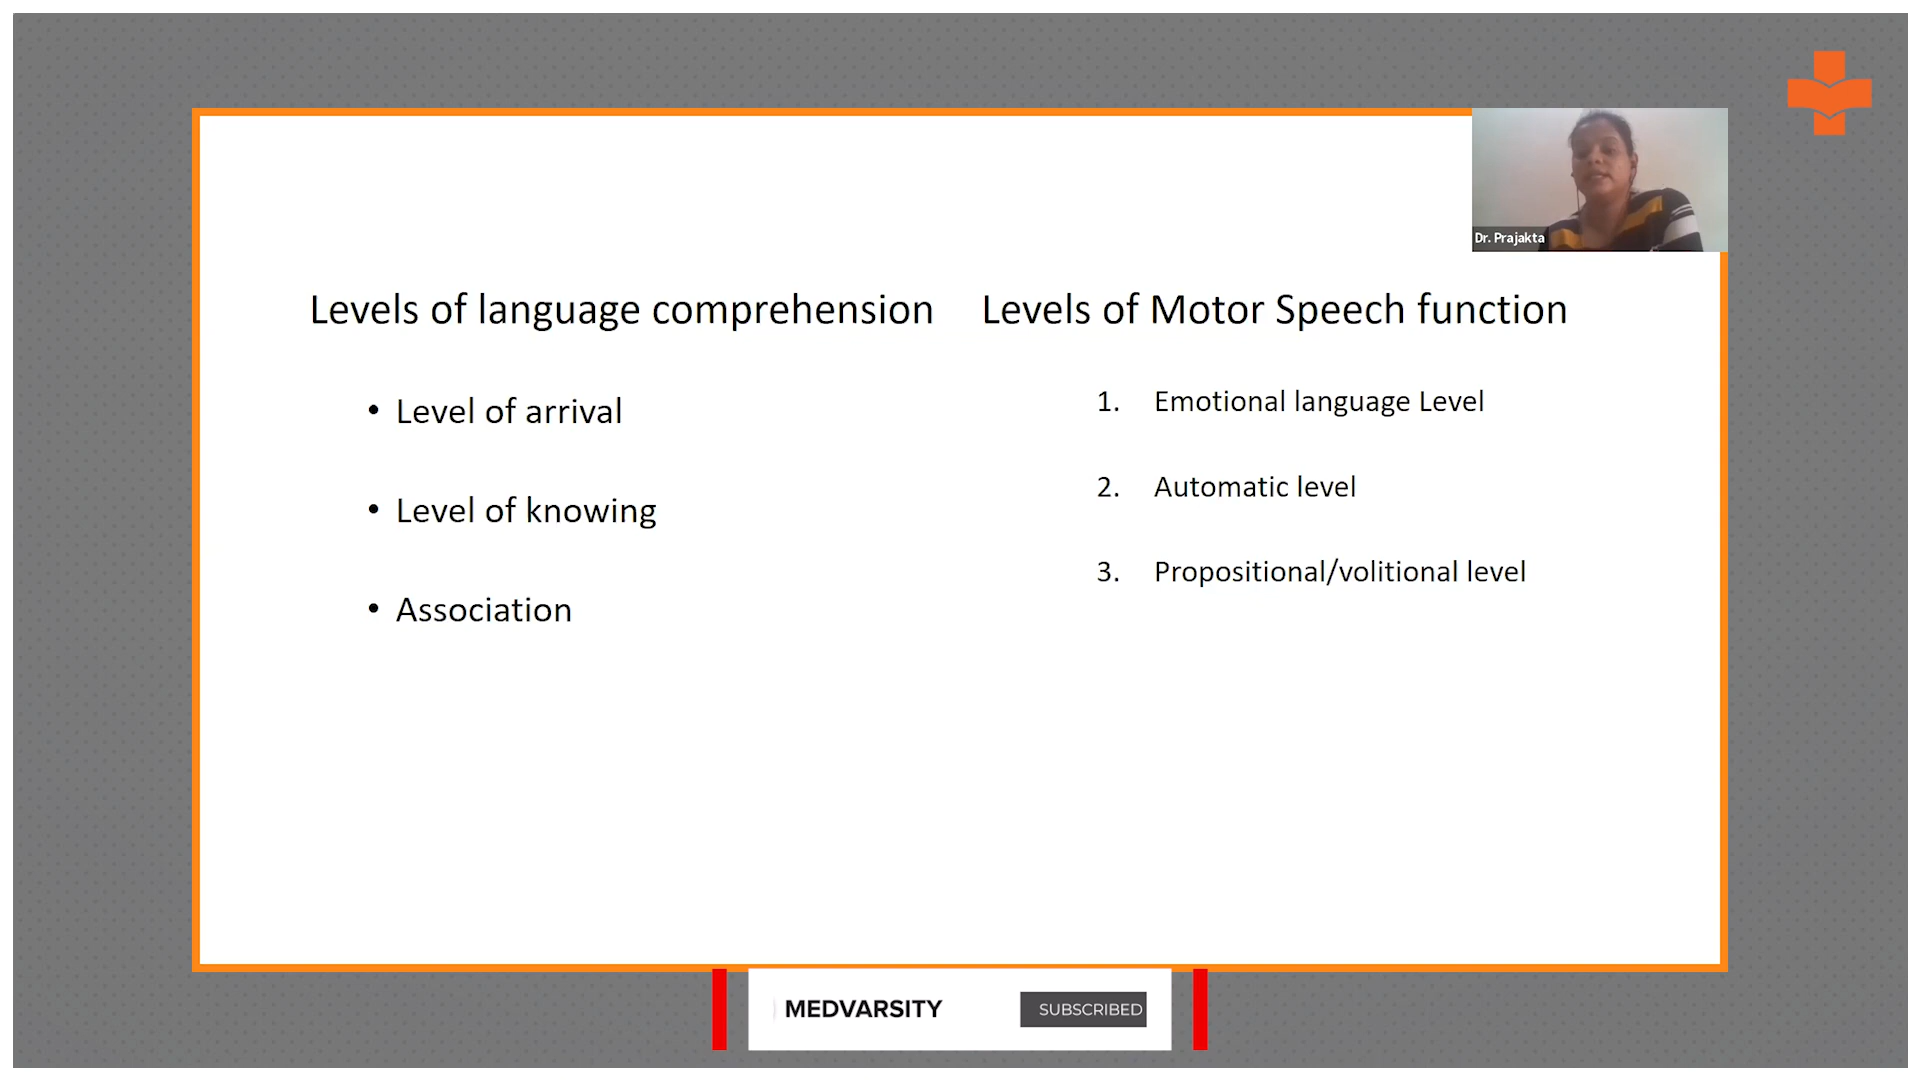 Dr. Prajakta
Levels of language comprehension
• Level of arrival
• Level of knowing
• Association
Levels of Motor Speech function
1. Emotional language Level
2. Automatic level
3. Propositional/volitional level
MEDVARSITY
SUBSCRIBED